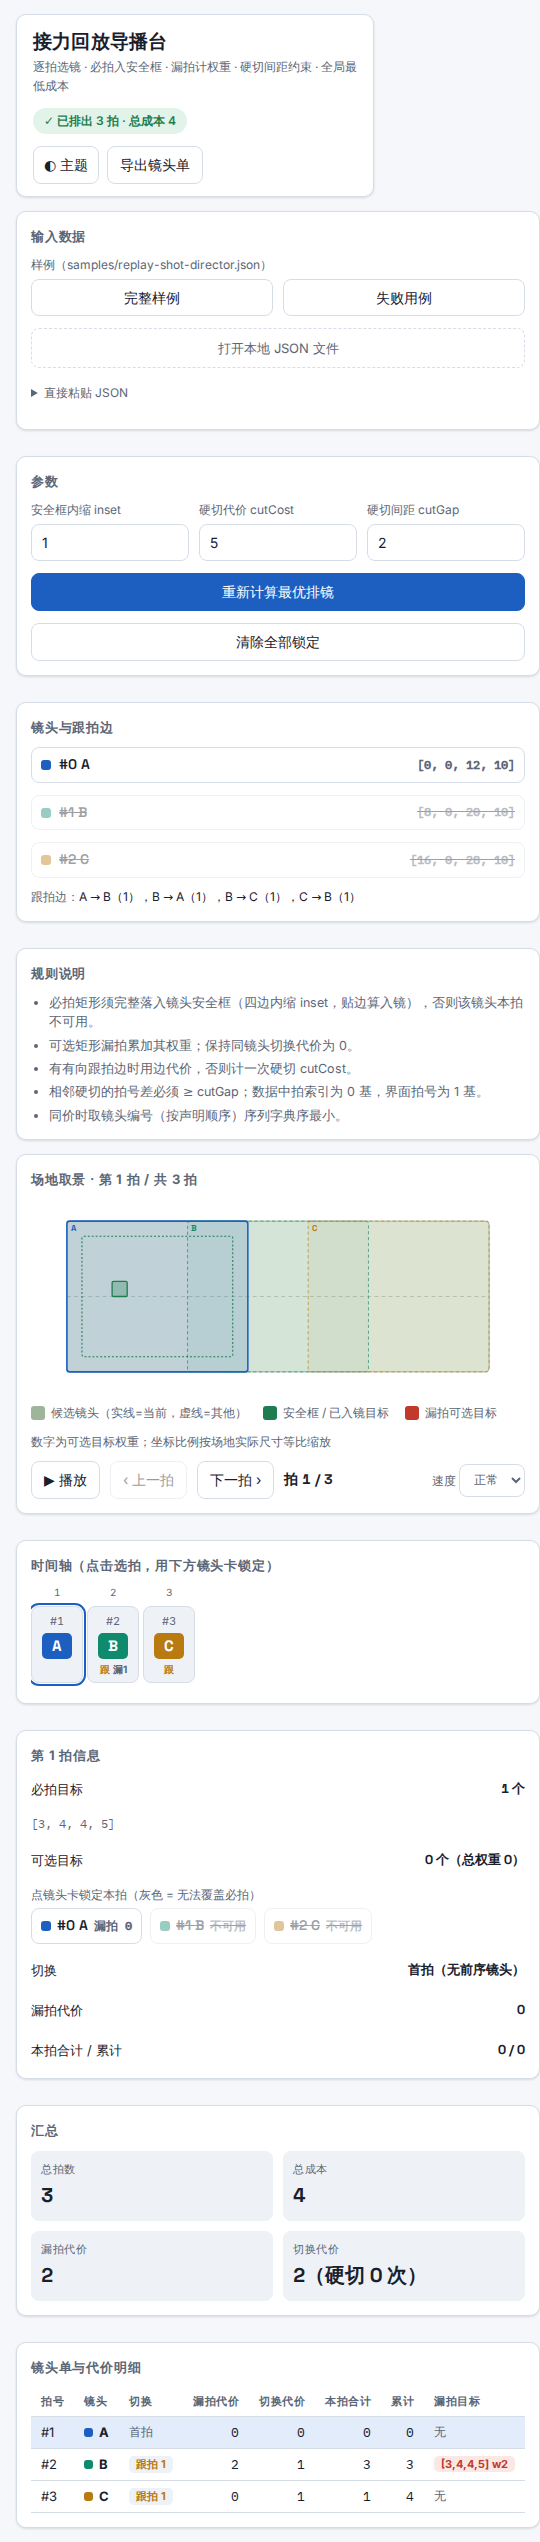 接力回放导播台
逐拍选镜 · 必拍入安全框 · 漏拍计权重 · 硬切间距约束 · 全局最
低成本
✓ 已排出 3 拍 · 总成本 4
◐ 主题
导出镜头单
输入数据
样例（samples/replay-shot-director.json）
完整样例
失败用例
打开本地 JSON 文件
▶ 直接粘贴 JSON
参数
安全框内缩 inset
硬切代价 cutCost
硬切间距 cutGap
1
5
2
重新计算最优排镜
清除全部锁定
镜头与跟拍边
#0 A
[0, 0, 12, 10]
#1 B
[8, 0, 20, 10]
#2 C
[16, 0, 28, 10]
跟拍边：A→B（1），B→A（1），B→C（1），C→B（1）
规则说明
• 必拍矩形须完整落入镜头安全框（四边内缩 inset，贴边算入镜），否则该镜头本拍
不可用。
• 可选矩形漏拍累加其权重；保持同镜头切换代价为 0。
• 有有向跟拍边时用边代价，否则计一次硬切 cutCost。
• 相邻硬切的拍号差必须 ≥ cutGap；数据中拍索引为 0 基，界面拍号为 1 基。
• 同价时取镜头编号（按声明顺序）序列字典序最小。
场地取景 · 第 1 拍 / 共 3 拍
A
B
C
候选镜头（实线=当前，虚线=其他）
安全框 / 已入镜目标
漏拍可选目标
数字为可选目标权重；坐标比例按场地实际尺寸等比缩放
▶ 播放
‹ 上一拍
下一拍 ›
拍 1 / 3
速度
正常
时间轴（点击选拍，用下方镜头卡锁定）
1
2
3
#1
#2
#3
A
B
C
跟 漏1
跟
第 1 拍信息
必拍目标
1 个
[3, 4, 4, 5]
可选目标
0 个（总权重 0）
点镜头卡锁定本拍（灰色 = 无法覆盖必拍）
#0 A 漏拍 0
#1 B 不可用
#2 C 不可用
切换
首拍（无前序镜头）
漏拍代价
0
本拍合计 / 累计
0 / 0
汇总
总拍数
3
总成本
4
漏拍代价
2
切换代价
2（硬切 0 次）
镜头单与代价明细
拍号 镜头 切换 漏拍代价 切换代价 本拍合计 累计 漏拍目标
#1 A 首拍 0 0 0 0 无
#2 B 跟拍 1 2 1 3 3 [3,4,4,5] w2
#3 C 跟拍 1 0 1 1 4 无